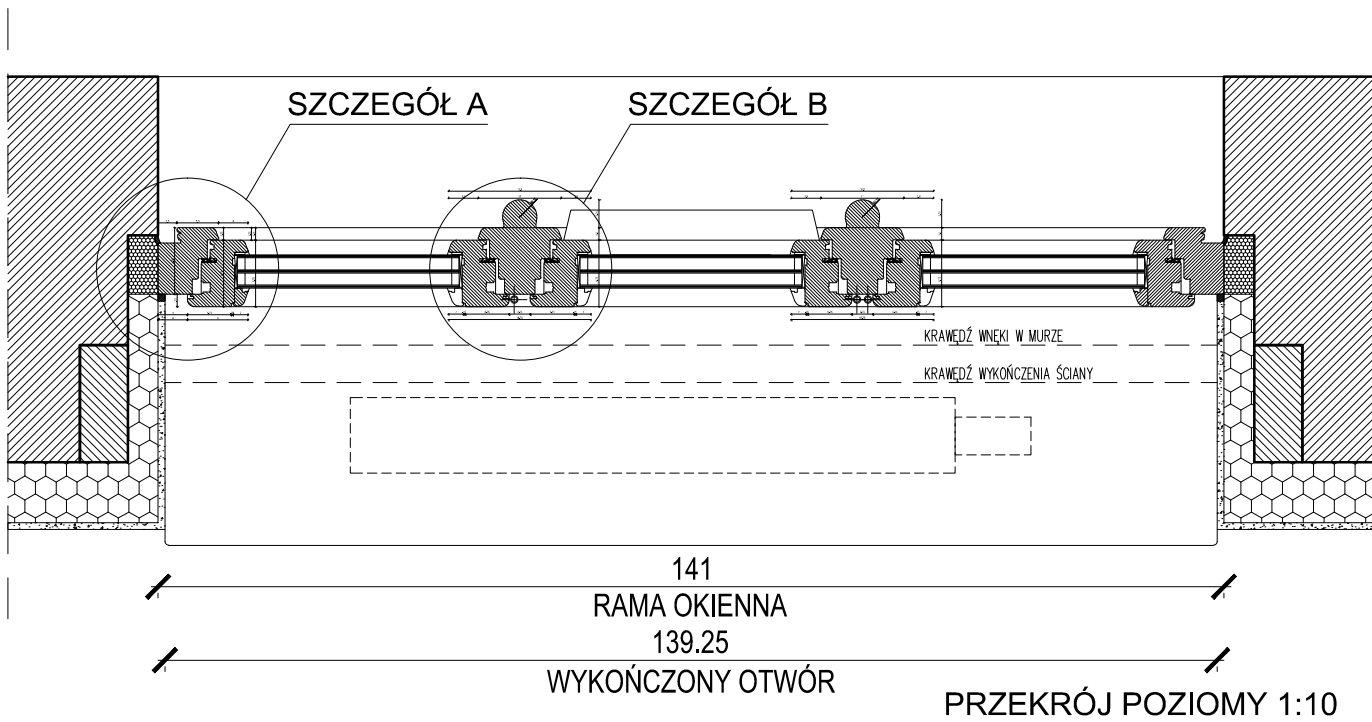 SZCZEGÓŁ A
SZCZEGÓŁ B
KRAWĘDŹ WNĘKI W MURZE
KRAWĘDŹ WYKOŃCZENIA ŚCIANY
141
RAMA OKIENNA
139.25
WYKOŃCZONY OTWÓR
PRZEKRÓJ POZIOMY 1:10